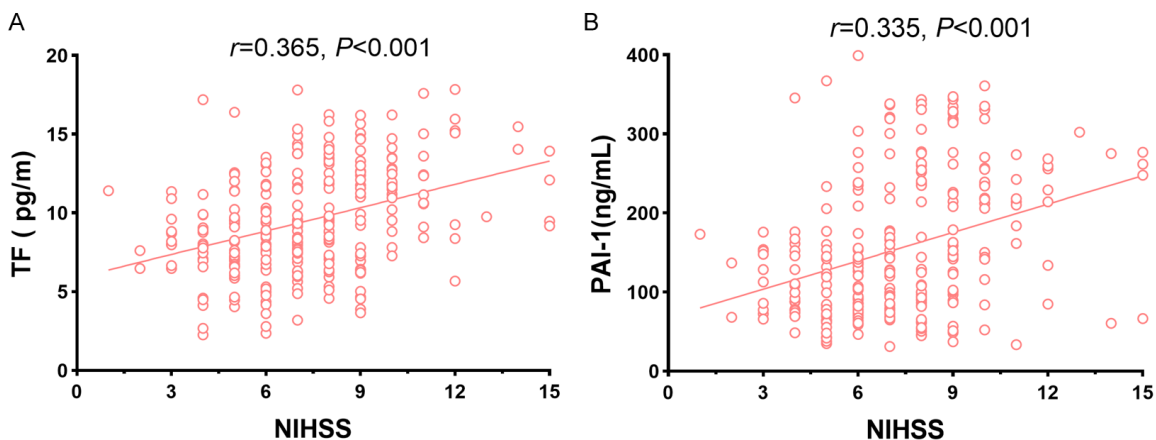 A
r=0.365, P<0.001
20
15
10
5
0
TF ( pg/m)
0
3
6
9
12
15
NIHSS
B
r=0.335, P<0.001
400
300
200
100
0
PAI-1(ng/mL)
0
3
6
9
12
15
NIHSS